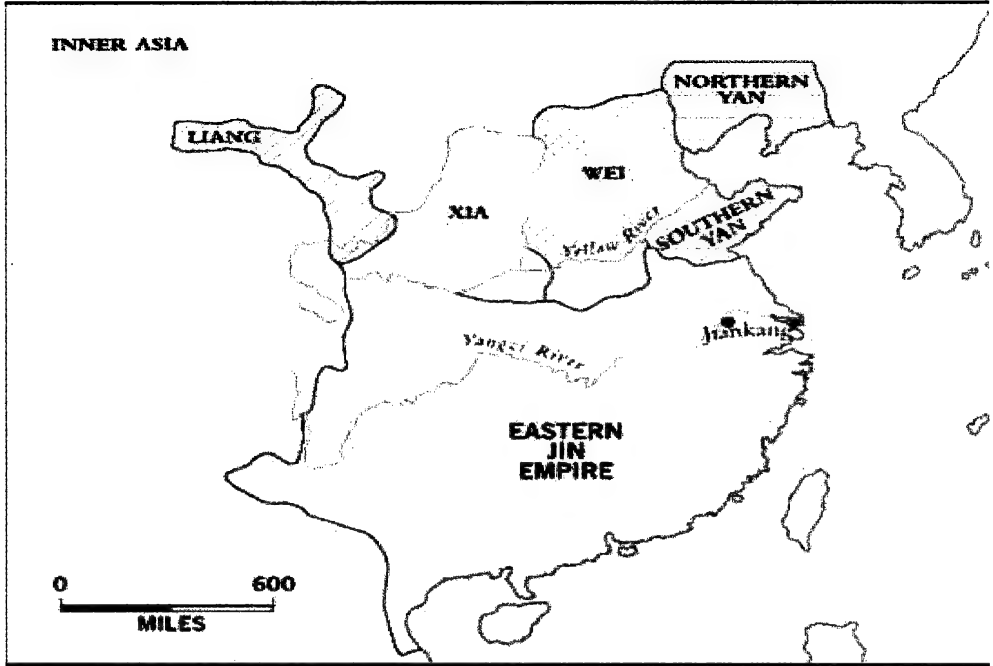 INNER ASIA
NORTHERN
YAN
LIANG
WEI
XIA
SOUTHERN
YAN
Yellow River
Jiankang
Yangzi River
EASTERN
JIN
EMPIRE
0 600
MILES